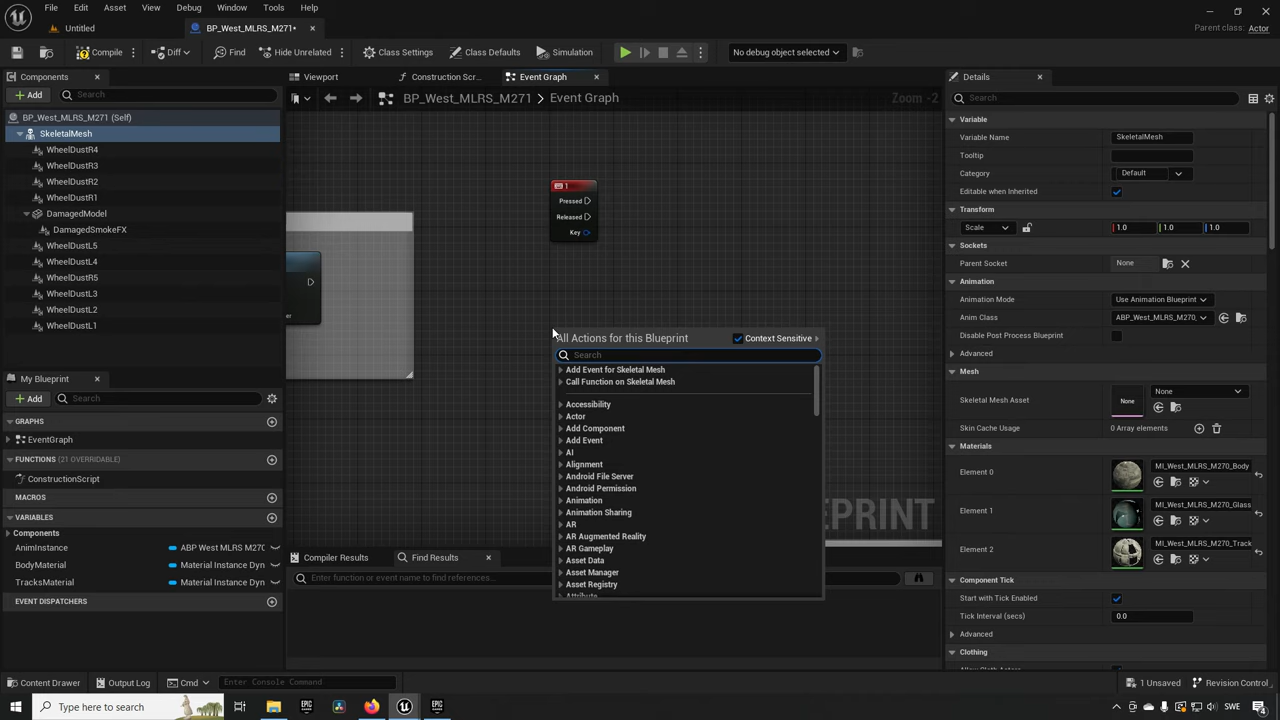 File Edit Asset View Debug Window Tools Help
Untitled
BP_West_MLRS_M271•
Parent class: Actor
Compile Diff Find Hide Unrelated Class Settings Class Defaults Simulation No debug object selected
Components
Add Search
BP_West_MLRS_M271 (Self)
SkeletalMesh
WheelDustR4
WheelDustR3
WheelDustR2
WheelDustR1
DamagedModel
DamagedSmokeFX
WheelDustL5
WheelDustL4
WheelDustR5
WheelDustL3
WheelDustL2
WheelDustL1
My Blueprint
Add Search
GRAPHS
EventGraph
FUNCTIONS (21 OVERRIDABLE)
ConstructionScript
MACROS
VARIABLES
Components
AnimInstance ABP West MLRS M270
BodyMaterial Material Instance Dyn
TracksMaterial Material Instance Dyn
EVENT DISPATCHERS
Viewport Construction Scr... Event Graph
BP_West_MLRS_M271 > Event Graph Zoom -2
1
Pressed
Released
Key
er
All Actions for this Blueprint Context Sensitive
Search
Add Event for Skeletal Mesh
Call Function on Skeletal Mesh
Accessibility
Actor
Add Component
Add Event
AI
Alignment
Android File Server
Android Permission
Animation
Animation Sharing
AR
AR Augmented Reality
AR Gameplay
Asset Data
Asset Manager
Asset Registry
Attribute
EPRINT
Compiler Results Find Results
Enter function or event name to find references...
Details
Search
Variable
Variable Name SkeletalMesh
Tooltip
Category Default
Editable when Inherited
Transform
Scale 1.0 1.0 1.0
Sockets
Parent Socket None
Animation
Animation Mode Use Animation Blueprint
Anim Class ABP_West_MLRS_M270_
Disable Post Process Blueprint
Advanced
Mesh
Skeletal Mesh Asset None None
Skin Cache Usage 0 Array elements
Materials
Element 0 MI_West_MLRS_M270_Body
Element 1 MI_West_MLRS_M270_Glass
Element 2 MI_West_MLRS_M270_Track
Component Tick
Start with Tick Enabled
Tick Interval (secs) 0.0
Advanced
Clothing
Content Drawer Output Log Cmd Enter Console Command 1 Unsaved Revision Control
Type here to search
SWE